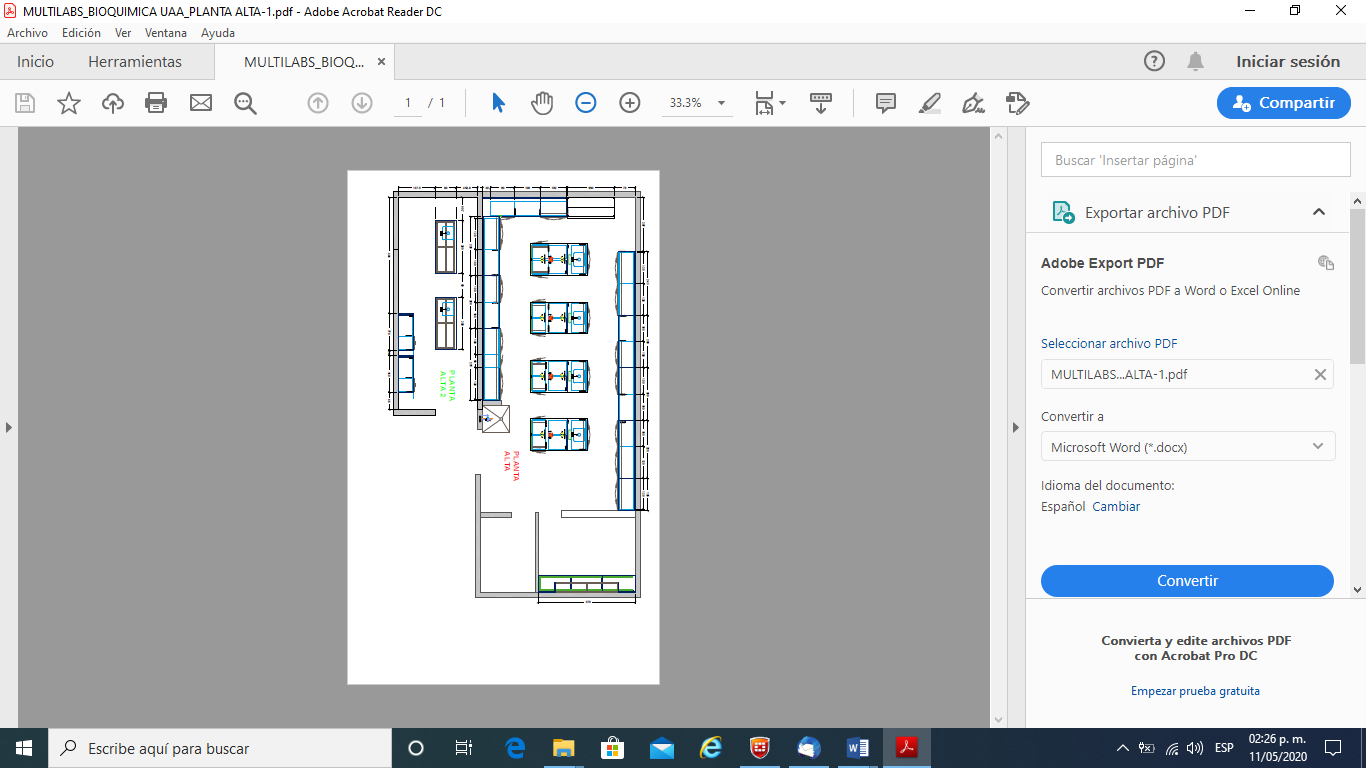 MULTILABS_BIOQUIMICA UAA_PLANTA ALTA-1.pdf - Adobe Acrobat Reader DC
Archivo Edición Ver Ventana Ayuda
Inicio Herramientas MULTILABS_BIOQ... Iniciar sesión
1 / 1 33.3% Compartir
Buscar 'Insertar página'
Exportar archivo PDF
Adobe Export PDF
Convertir archivos PDF a Word o Excel Online
Seleccionar archivo PDF
MULTILABS...ALTA-1.pdf
Convertir a
Microsoft Word (*.docx)
Idioma del documento:
Español Cambiar
Convertir
Convierta y edite archivos PDF
con Acrobat Pro DC
Empezar prueba gratuita
PLANTA
ALTA 2
PLANTA
ALTA
Escribe aquí para buscar
ESP
02:26 p. m.
11/05/2020